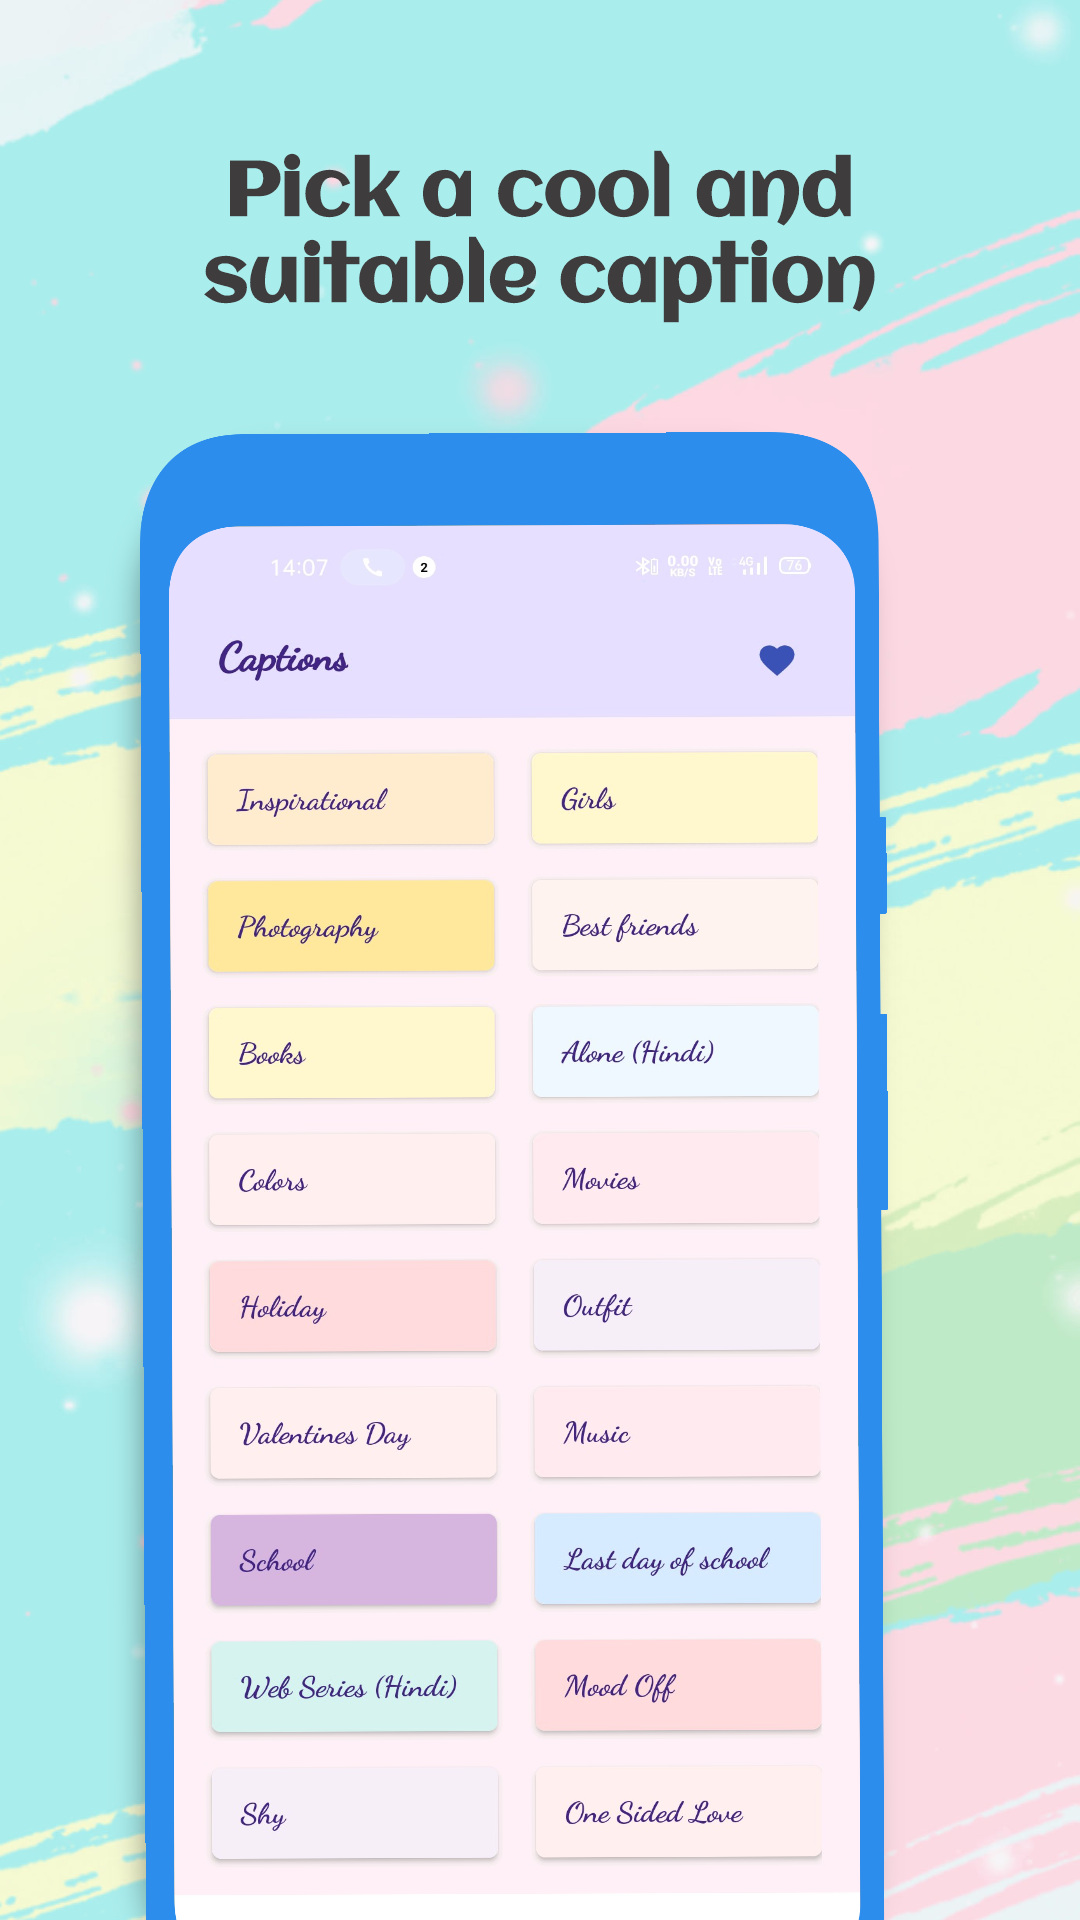 Pick a cool and
suitable caption
14:07 2 0.00 KB/S Vo LTE 4G 76
Captions
Inspirational Girls
Photography Best friends
Books Alone (Hindi)
Colors Movies
Holiday Outfit
Valentines Day Music
School Last day of school
Web Series (Hindi) Mood Off
Shy One Sided Love